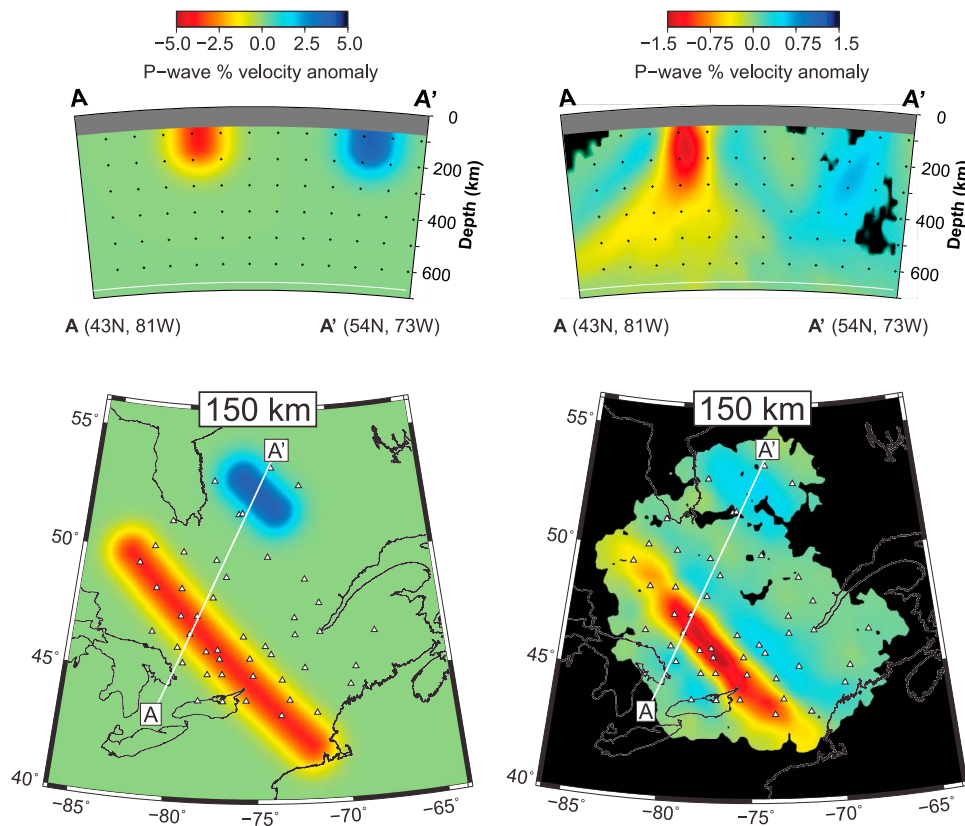 −5.0 −2.5 0.0 2.5 5.0
P−wave % velocity anomaly
A A’
0
200
400
600
Depth (km)
A (43N, 81W) A’ (54N, 73W)
−1.5 −0.75 0.0 0.75 1.5
P−wave % velocity anomaly
A A’
0
200
400
600
Depth (km)
A (43N, 81W) A’ (54N, 73W)
150 km
55˚
50˚
45˚
40˚
A’
A
−85˚ −80˚ −75˚ −70˚ −65˚
150 km
55˚
50˚
45˚
40˚
A’
A
−85˚ −80˚ −75˚ −70˚ −65˚